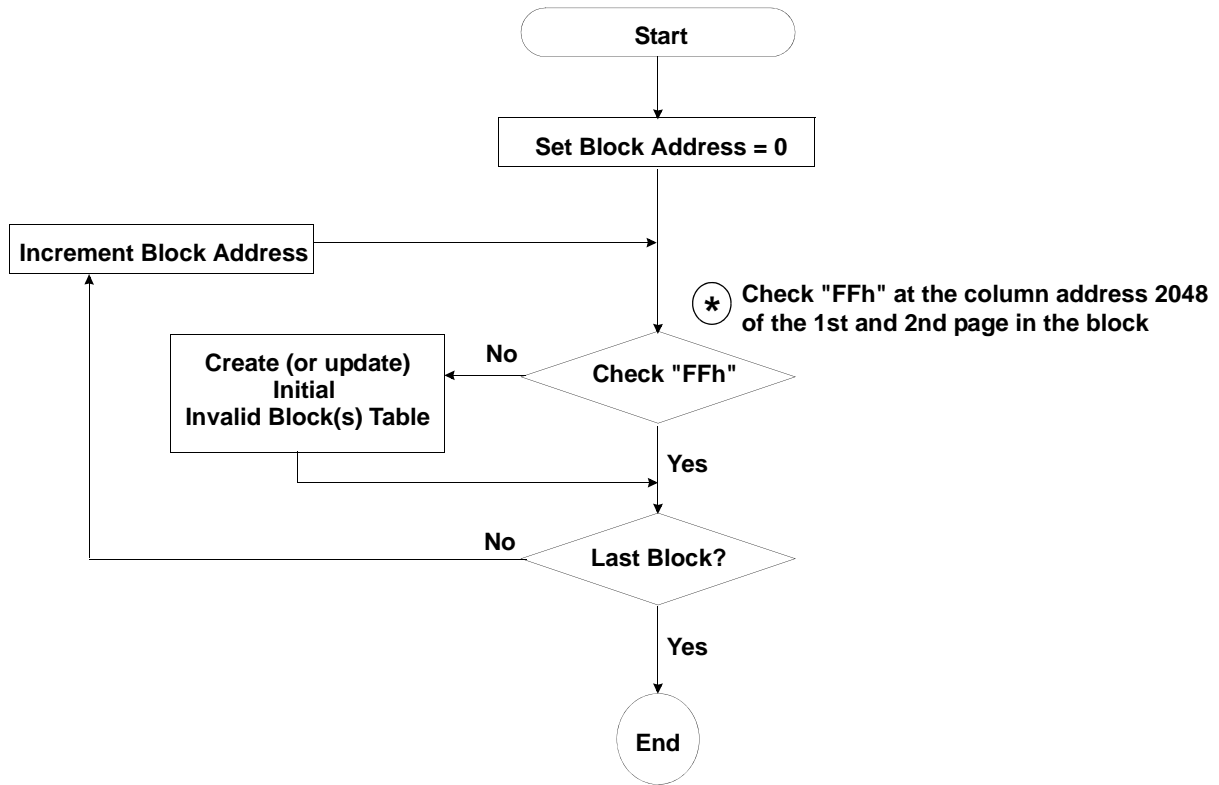 Start
Set Block Address = 0
Increment Block Address
* Check "FFh" at the column address 2048
of the 1st and 2nd page in the block
No
Check "FFh"
Create (or update)
Initial
Invalid Block(s) Table
Yes
No
Last Block?
Yes
End